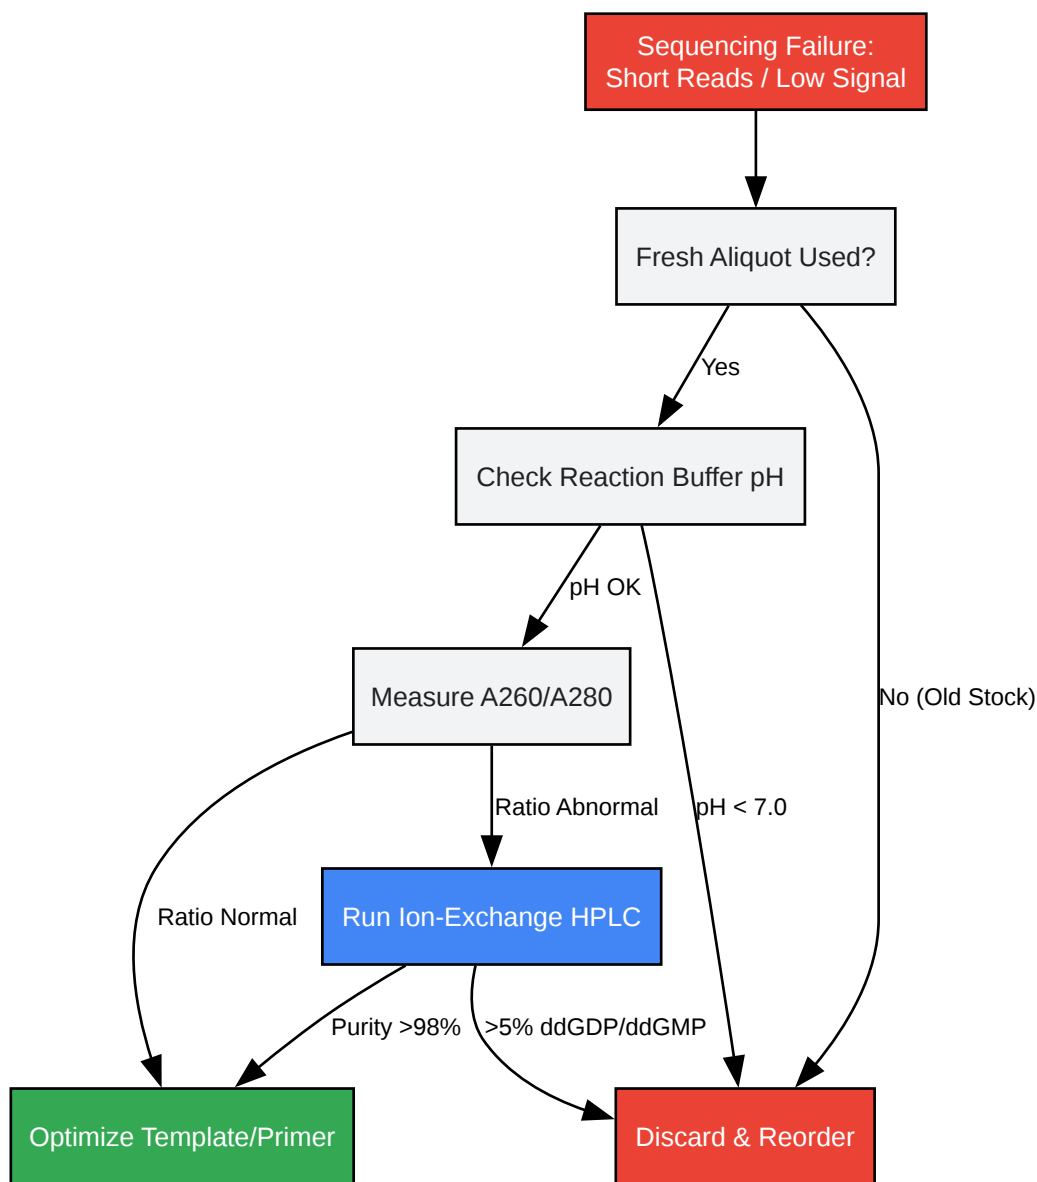 Sequencing Failure:
Short Reads / Low Signal
Fresh Aliquot Used?
Yes
Check Reaction Buffer pH
pH OK
Measure A260/A280
No (Old Stock)
Ratio Abnormal
pH < 7.0
Ratio Normal
Run Ion-Exchange HPLC
Purity >98%
>5% ddGDP/ddGMP
Optimize Template/Primer
Discard & Reorder